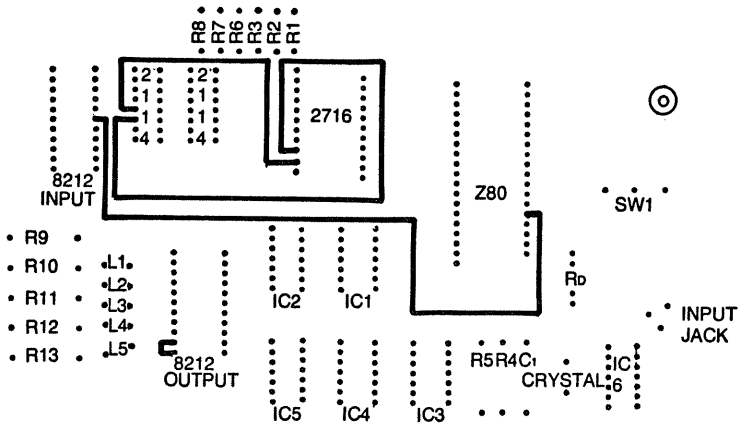 R8 R7 R6 R3 R2 R1
2 1 1 4
2 1 1 4
2716
8212
INPUT
Z80
SW1
R9
R10
R11
R12
R13
L1
L2
L3
L4
L5
IC2
IC1
RD
INPUT
JACK
8212
OUTPUT
R5 R4 C1
CRYSTAL
IC
6
IC5
IC4
IC3